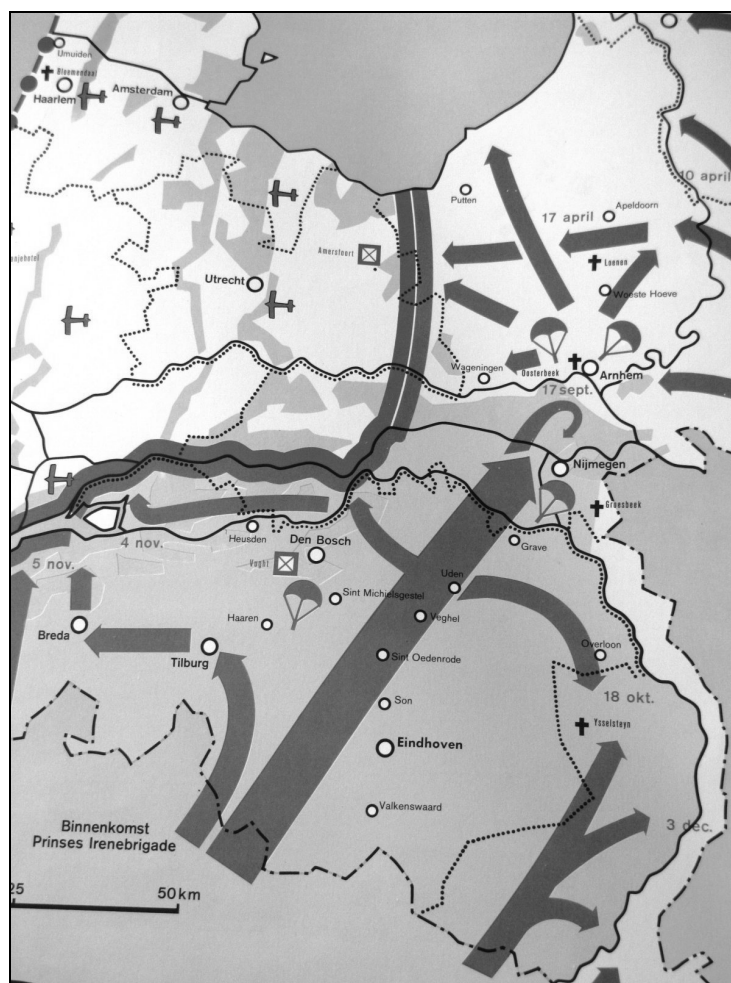 IJmuiden
Bloemendaal
Haarlem
Amsterdam
10 april
Putten
Apeldoorn
17 april
Amersfoort
Loenen
Utrecht
Woeste Hoeve
Wageningen
Oosterbeek
Arnhem
17 sept.
Nijmegen
Groesbeek
4 nov.
Heusden
Den Bosch
Grave
5 nov.
Vught
Uden
Sint Michielsgestel
Haaren
Veghel
Breda
Tilburg
Sint Oedenrode
Overloon
18 okt.
Son
Ysselsteyn
Eindhoven
Valkenswaard
3 dec.
Binnenkomst
Prinses Irenebrigade
25
50 km